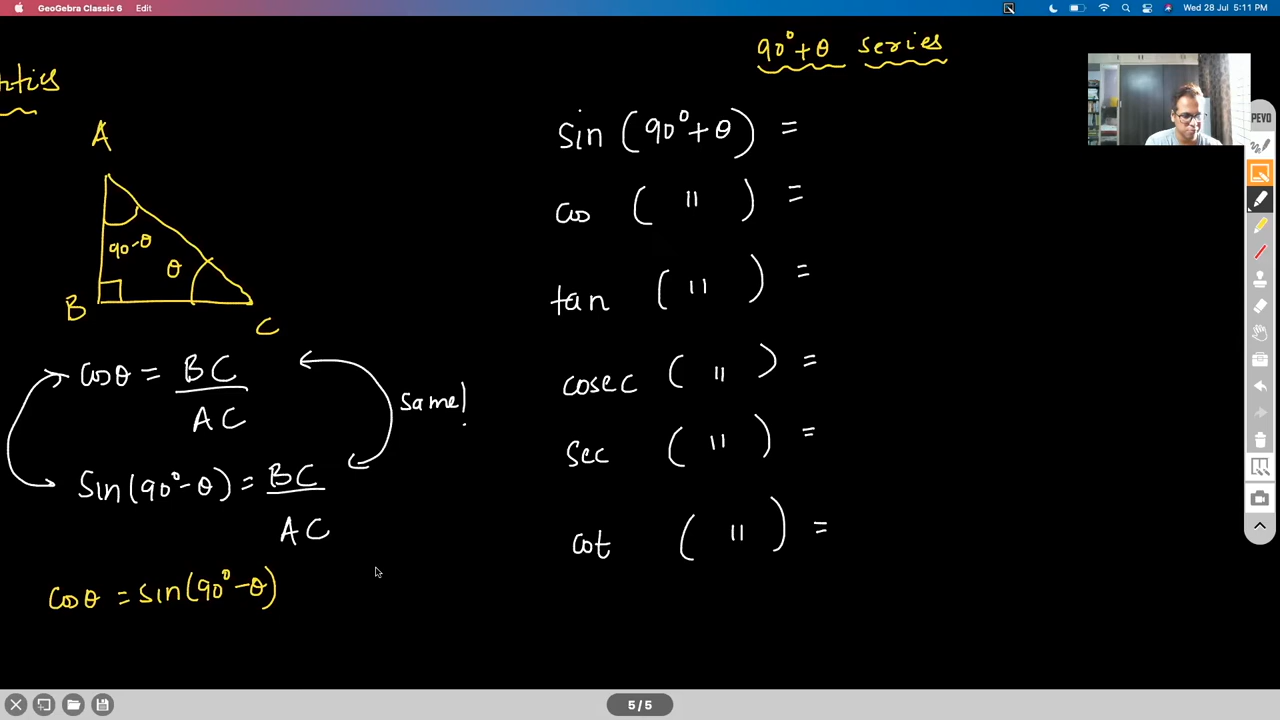 GeoGebra Classic 6 Edit Wed 28 Jul 5:11 PM
90°+θ series
A
90-θ
θ
B
C
cosθ = BC
AC
same!
sin(90°-θ) = BC
AC
cosθ = sin(90°-θ)
sin (90°+θ) =
cos ( " ) =
tan ( " ) =
cosec ( " ) =
sec ( " ) =
cot ( " ) =
PEVO
5/5